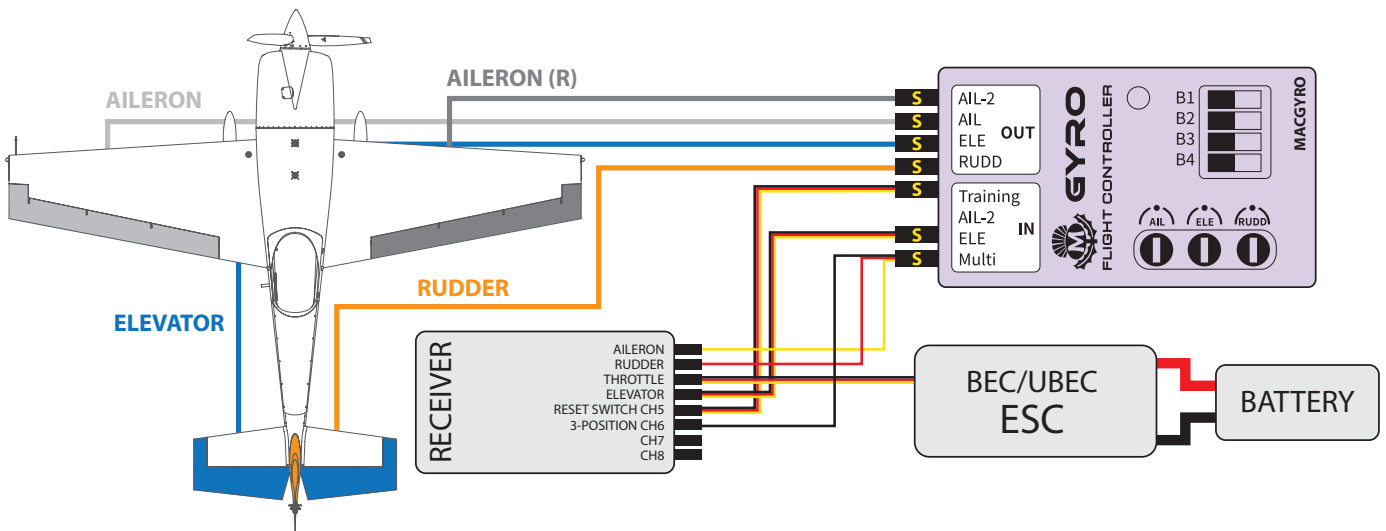 AILERON
AILERON (R)
ELEVATOR
RUDDER
S
S
S
S
S
S
S
AIL-2
AIL
ELE
RUDD
OUT
Training
AIL-2
ELE
Multi
IN
M
GYRO
FLIGHT CONTROLLER
B1
B2
B3
B4
MACGYRO
AIL
ELE
RUDD
RECEIVER
AILERON
RUDDER
THROTTLE
ELEVATOR
RESET SWITCH CH5
3-POSITION CH6
CH7
CH8
BEC/UBEC
ESC
BATTERY